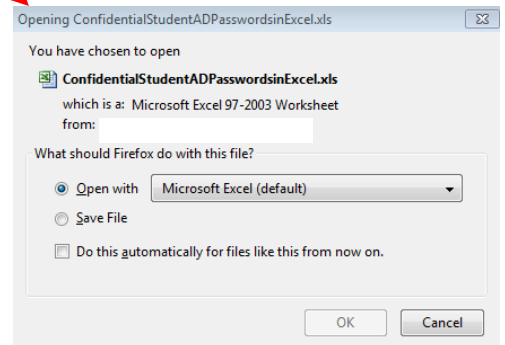 Opening ConfidentialStudentADPasswordsinExcel.xls
You have chosen to open
ConfidentialStudentADPasswordsinExcel.xls
which is a: Microsoft Excel 97-2003 Worksheet
from:
What should Firefox do with this file?
Open with Microsoft Excel (default)
Save File
Do this automatically for files like this from now on.
OK Cancel